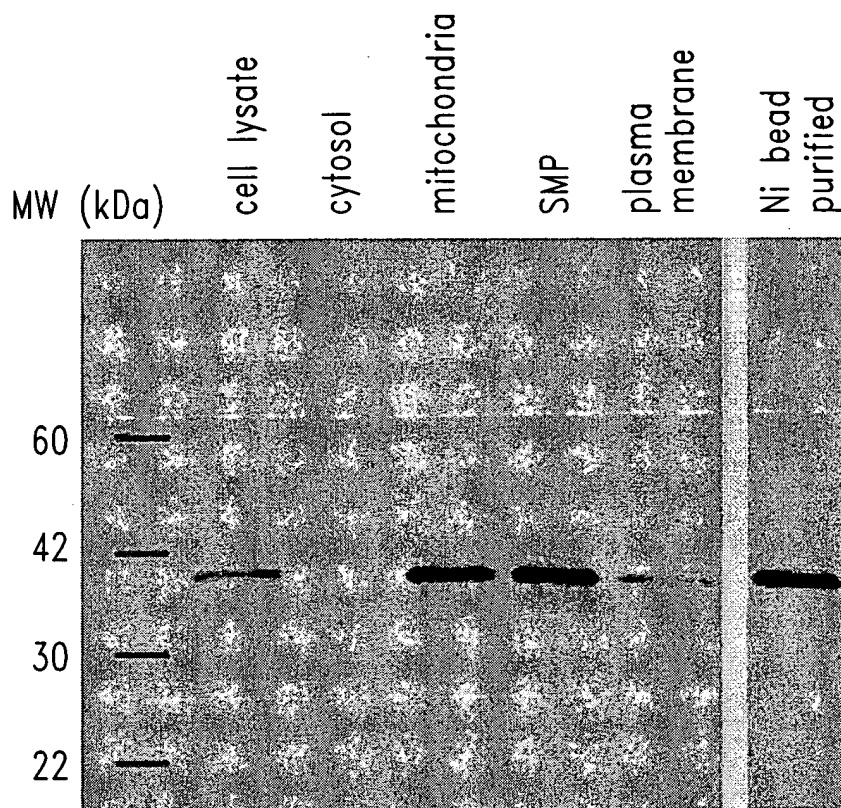 MW (kDa)
cell lysate
cytosol
mitochondria
SMP
plasma
membrane
Ni bead
purified
60
42
30
22